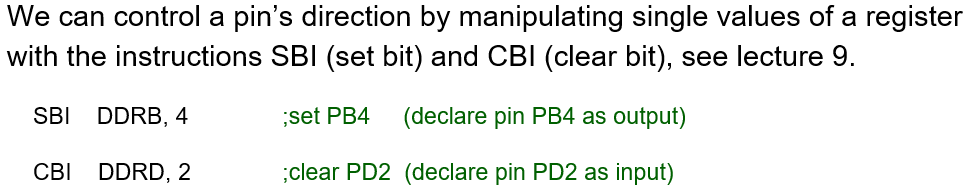 We can control a pin’s direction by manipulating single values of a register
with the instructions SBI (set bit) and CBI (clear bit), see lecture 9.
SBI DDRB, 4 ;set PB4 (declare pin PB4 as output)
CBI DDRD, 2 ;clear PD2 (declare pin PD2 as input)